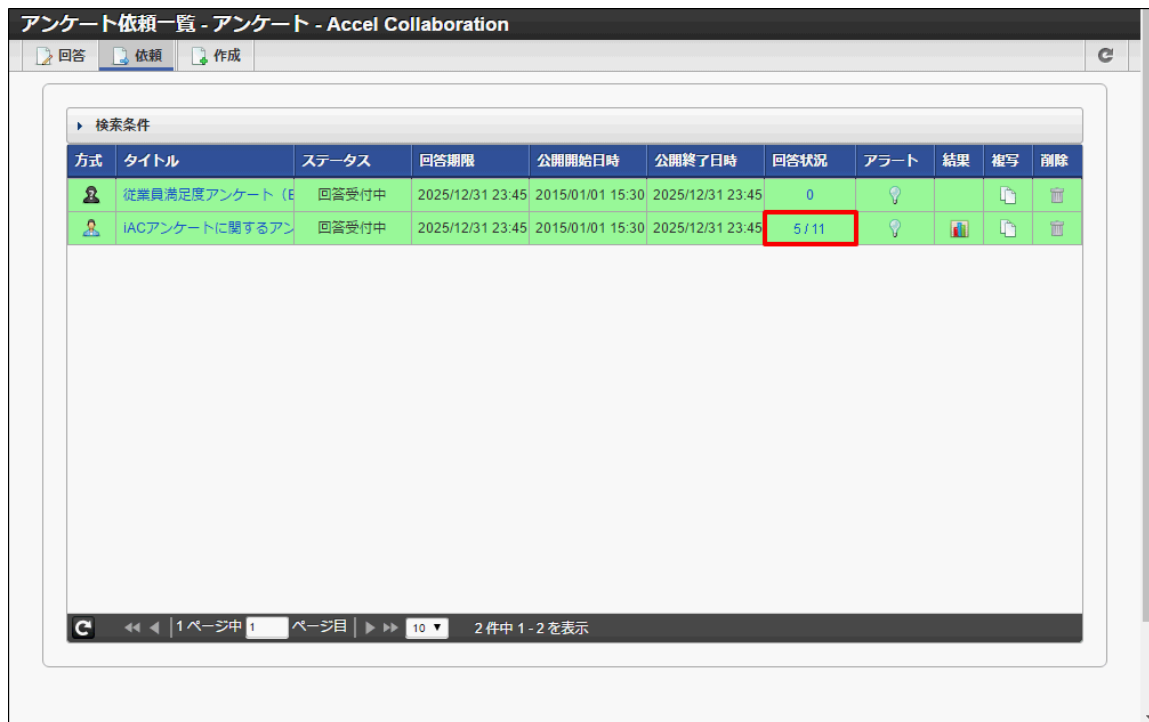 アンケート依頼一覧 - アンケート - Accel Collaboration
回答 依頼 作成
検索条件
方式 タイトル ステータス 回答期限 公開開始日時 公開終了日時 回答状況 アラート 結果 複写 削除
従業員満足度アンケート（E 回答受付中 2025/12/31 23:45 2015/01/01 15:30 2025/12/31 23:45 0
iACアンケートに関するアン 回答受付中 2025/12/31 23:45 2015/01/01 15:30 2025/12/31 23:45 5 / 11
1 ページ中 1 ページ目 10 2 件中 1 - 2 を表示